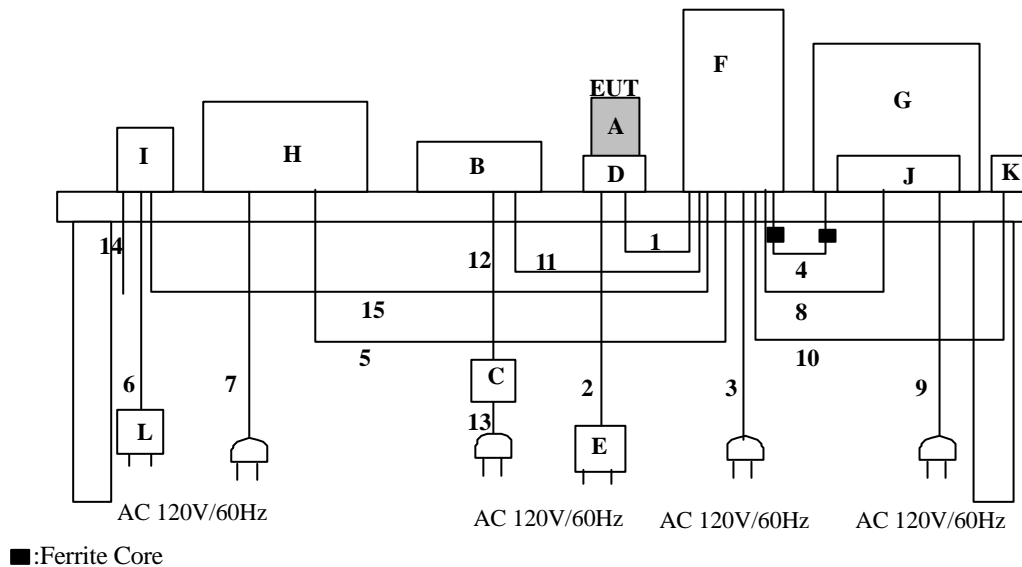 F
G
EUT
A
I
H
B
D
J
K
14
12
11
1
4
15
8
5
10
6
7
C
2
3
9
L
13
E
AC 120V/60Hz
AC 120V/60Hz
AC 120V/60Hz
AC 120V/60Hz
:Ferrite Core